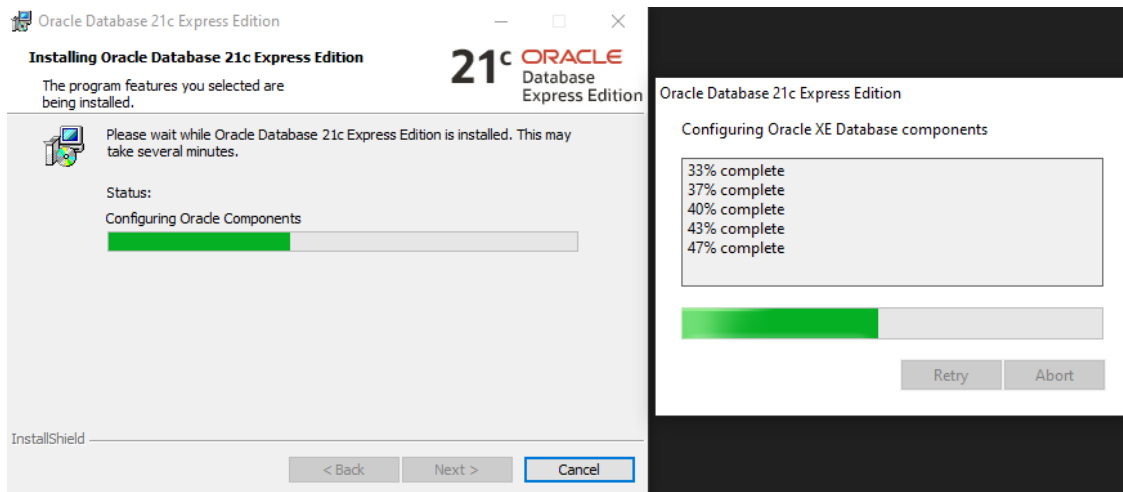 Oracle Database 21c Express Edition
Installing Oracle Database 21c Express Edition
The program features you selected are
being installed.
21c ORACLE
Database
Express Edition
Please wait while Oracle Database 21c Express Edition is installed. This may
take several minutes.
Status:
Configuring Oracle Components
InstallShield
< Back
Next >
Cancel
Oracle Database 21c Express Edition
Configuring Oracle XE Database components
33% complete
37% complete
40% complete
43% complete
47% complete
Retry
Abort